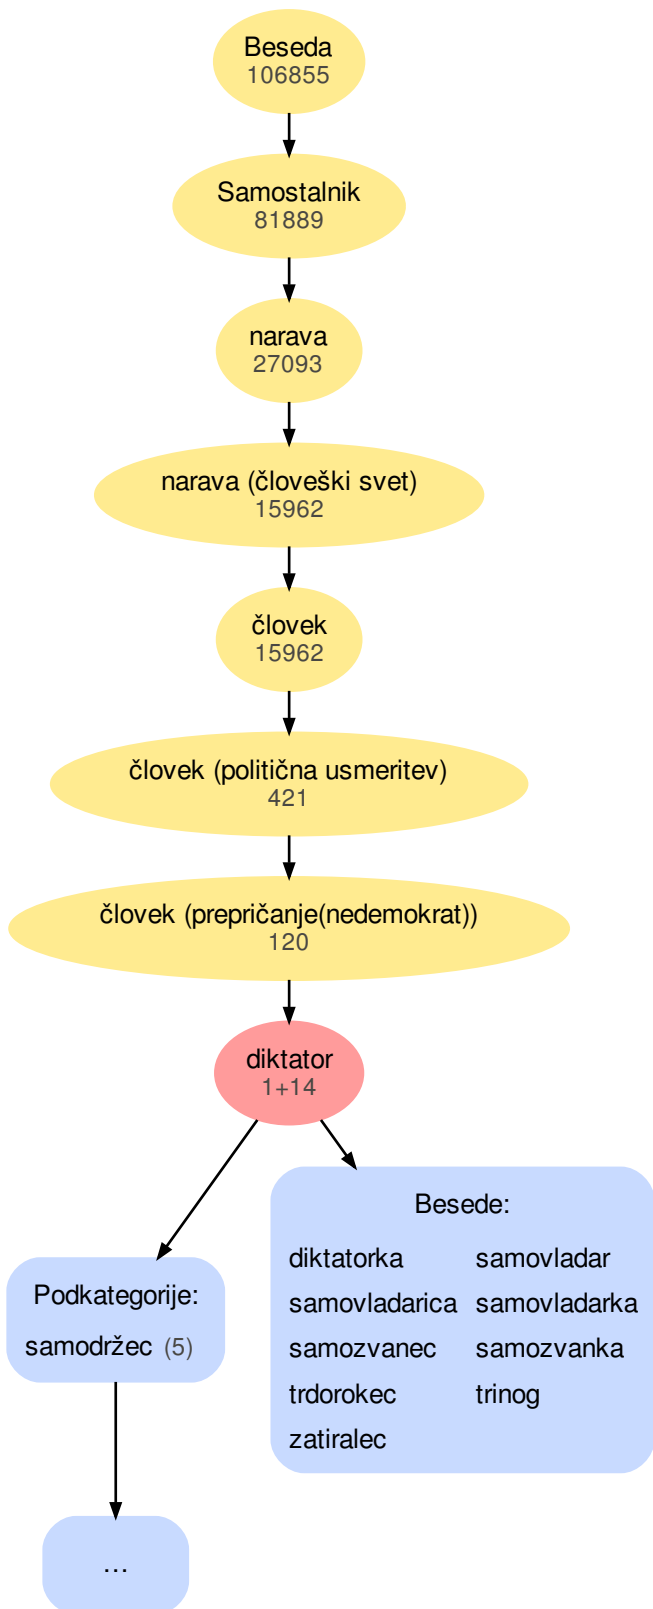 Beseda
106855
Samostalnik
81889
narava
27093
narava (človeški svet)
15962
človek
15962
človek (politična usmeritev)
421
človek (prepričanje(nedemokrat))
120
diktator
1+14
Besede:
diktatorka samovladar
samovladarica samovladarka
samozvanec samozvanka
trdorokec trinog
zatiralec
Podkategorije:
samodržec (5)
...